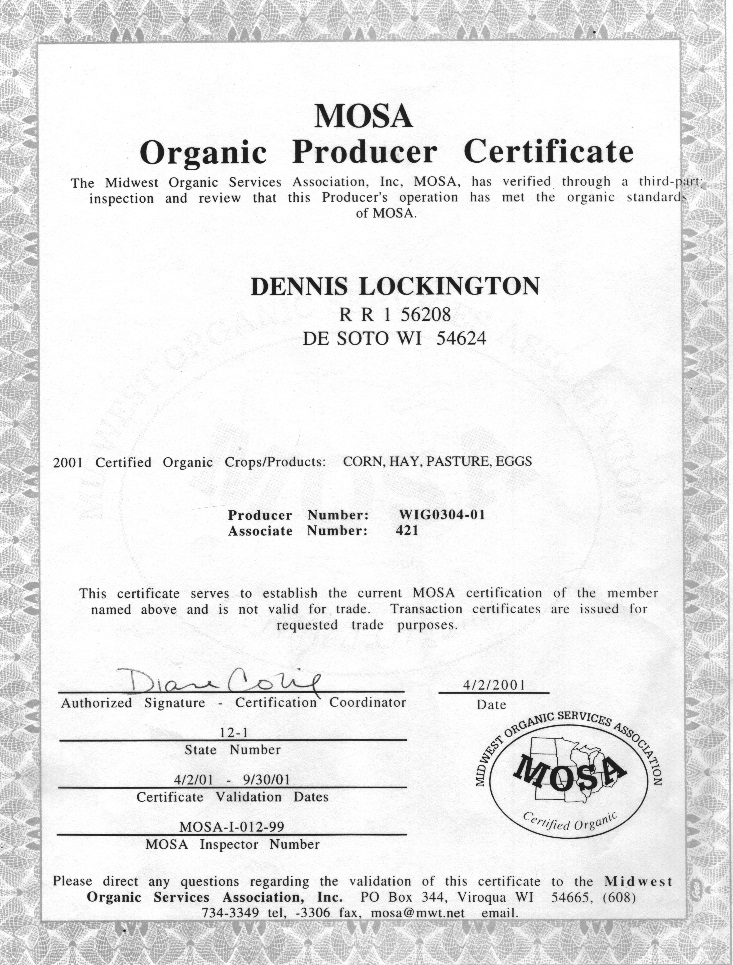 MOSA
Organic Producer Certificate
The Midwest Organic Services Association, Inc, MOSA, has verified through a third-party
inspection and review that this Producer's operation has met the organic standards
of MOSA.
DENNIS LOCKINGTON
R R 1 56208
DE SOTO WI 54624
2001 Certified Organic Crops/Products: CORN, HAY, PASTURE, EGGS
Producer Number: WIG0304-01
Associate Number: 421
This certificate serves to establish the current MOSA certification of the member
named above and is not valid for trade. Transaction certificates are issued for
requested trade purposes.
Diane
Authorized Signature - Certification Coordinator
4/2/2001
Date
12-1
State Number
4/2/01 - 9/30/01
Certificate Validation Dates
MOSA-I-012-99
MOSA Inspector Number
MIDWEST ORGANIC SERVICES ASSOCIATION
MOSA
Certified Organic
Please direct any questions regarding the validation of this certificate to the Midwest
Organic Services Association, Inc. PO Box 344, Viroqua WI 54665, (608)
734-3349 tel, -3306 fax, mosa@mwt.net email.